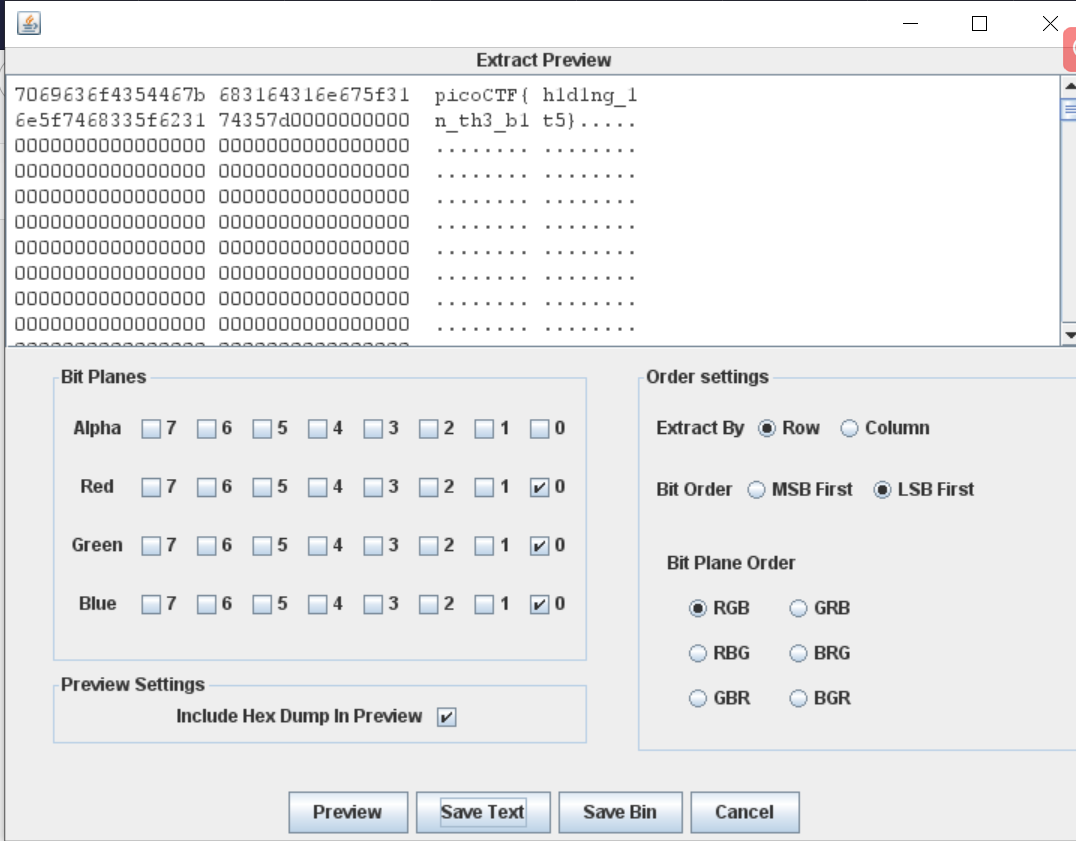 Extract Preview
7069636f4354467b 683164316e675f31 picoCTF{ h1d1ng_1
6e5f7468335f6231 74357d0000000000 n_th3_b1 t5}.....
0000000000000000 0000000000000000 ........ ........
0000000000000000 0000000000000000 ........ ........
0000000000000000 0000000000000000 ........ ........
0000000000000000 0000000000000000 ........ ........
0000000000000000 0000000000000000 ........ ........
0000000000000000 0000000000000000 ........ ........
0000000000000000 0000000000000000 ........ ........
0000000000000000 0000000000000000 ........ ........
Bit Planes
Alpha 7 6 5 4 3 2 1 0
Red 7 6 5 4 3 2 1 0
Green 7 6 5 4 3 2 1 0
Blue 7 6 5 4 3 2 1 0
Preview Settings
Include Hex Dump In Preview
Order settings
Extract By Row Column
Bit Order MSB First LSB First
Bit Plane Order
RGB GRB
RBG BRG
GBR BGR
Preview Save Text Save Bin Cancel